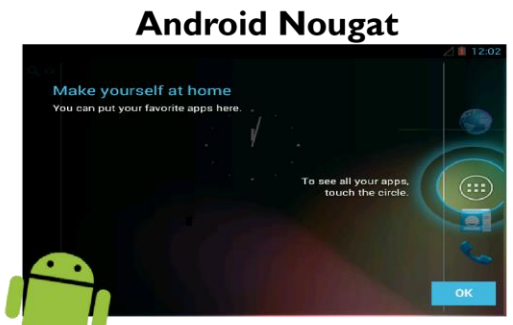 Android Nougat
12:02
Make yourself at home
You can put your favorite apps here.
To see all your apps,
touch the circle.
OK